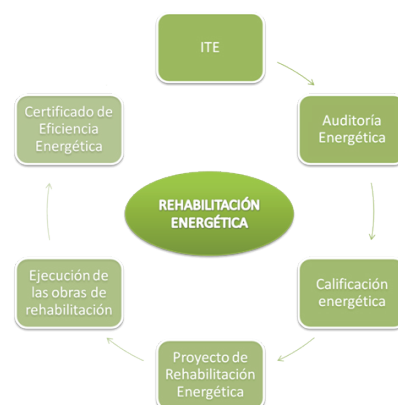 ITE
Auditoría
Energética
Calificación
energética
Proyecto de
Rehabilitación
Energética
Ejecución de
las obras de
rehabilitación
Certificado de
Eficiencia
Energética
REHABILITACIÓN
ENERGÉTICA